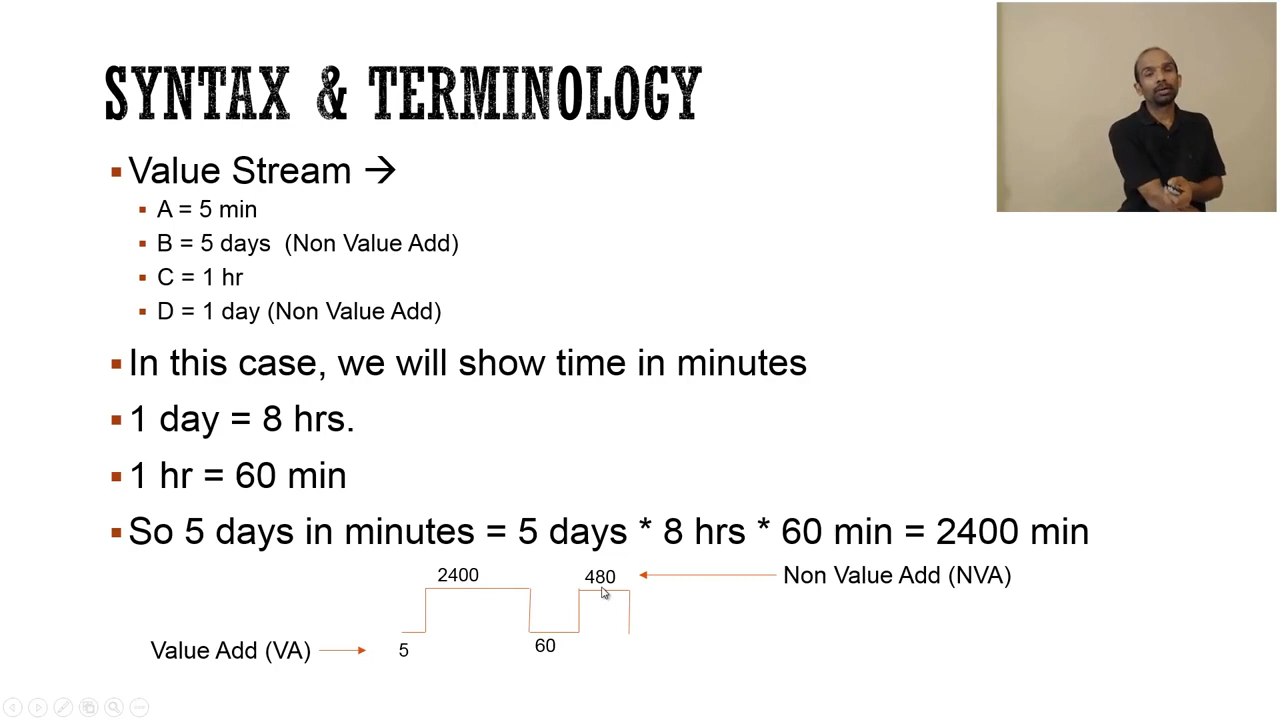 SYNTAX & TERMINOLOGY
Value Stream →
A = 5 min
B = 5 days (Non Value Add)
C = 1 hr
D = 1 day (Non Value Add)
In this case, we will show time in minutes
1 day = 8 hrs.
1 hr = 60 min
So 5 days in minutes = 5 days * 8 hrs * 60 min = 2400 min
2400
480
Non Value Add (NVA)
Value Add (VA)
5
60